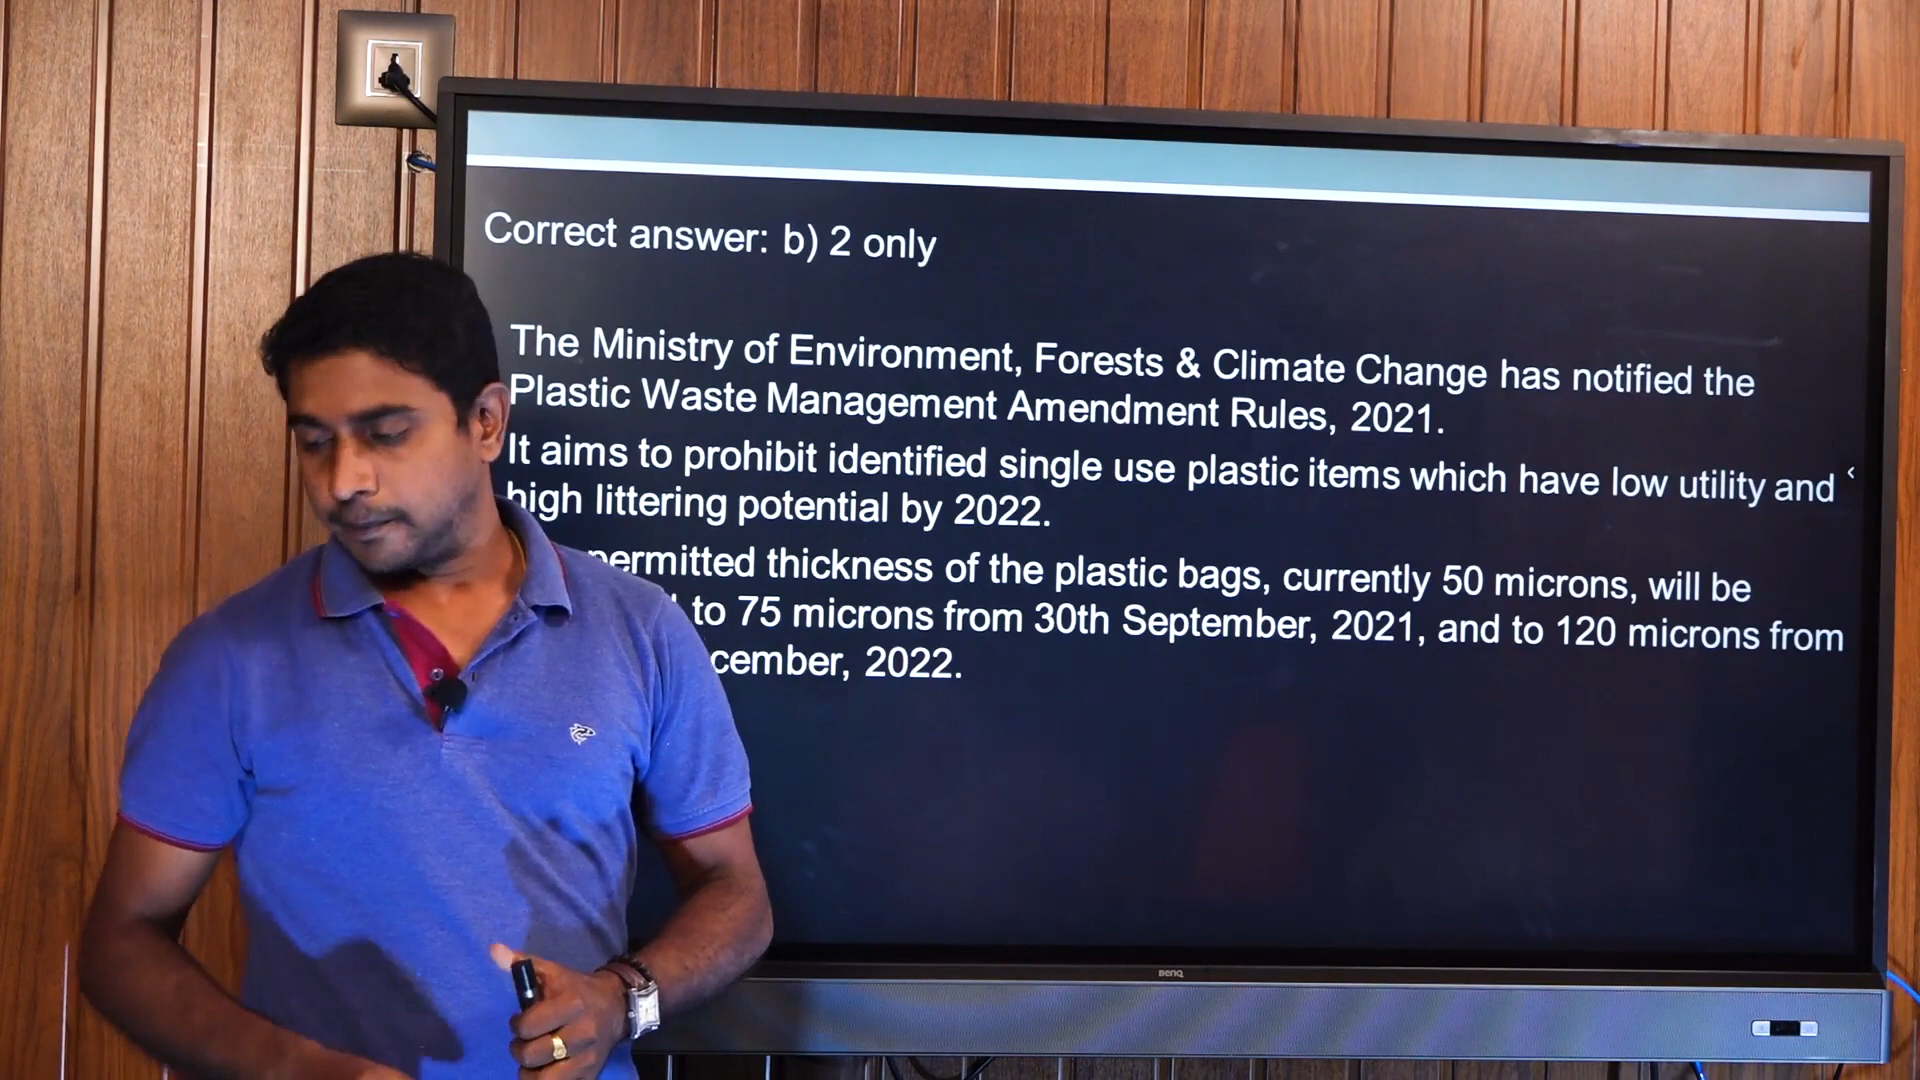 Correct answer: b) 2 only
The Ministry of Environment, Forests & Climate Change has notified the
Plastic Waste Management Amendment Rules, 2021.
It aims to prohibit identified single use plastic items which have low utility and
high littering potential by 2022.
permitted thickness of the plastic bags, currently 50 microns, will be
to 75 microns from 30th September, 2021, and to 120 microns from
cember, 2022.
BenQ